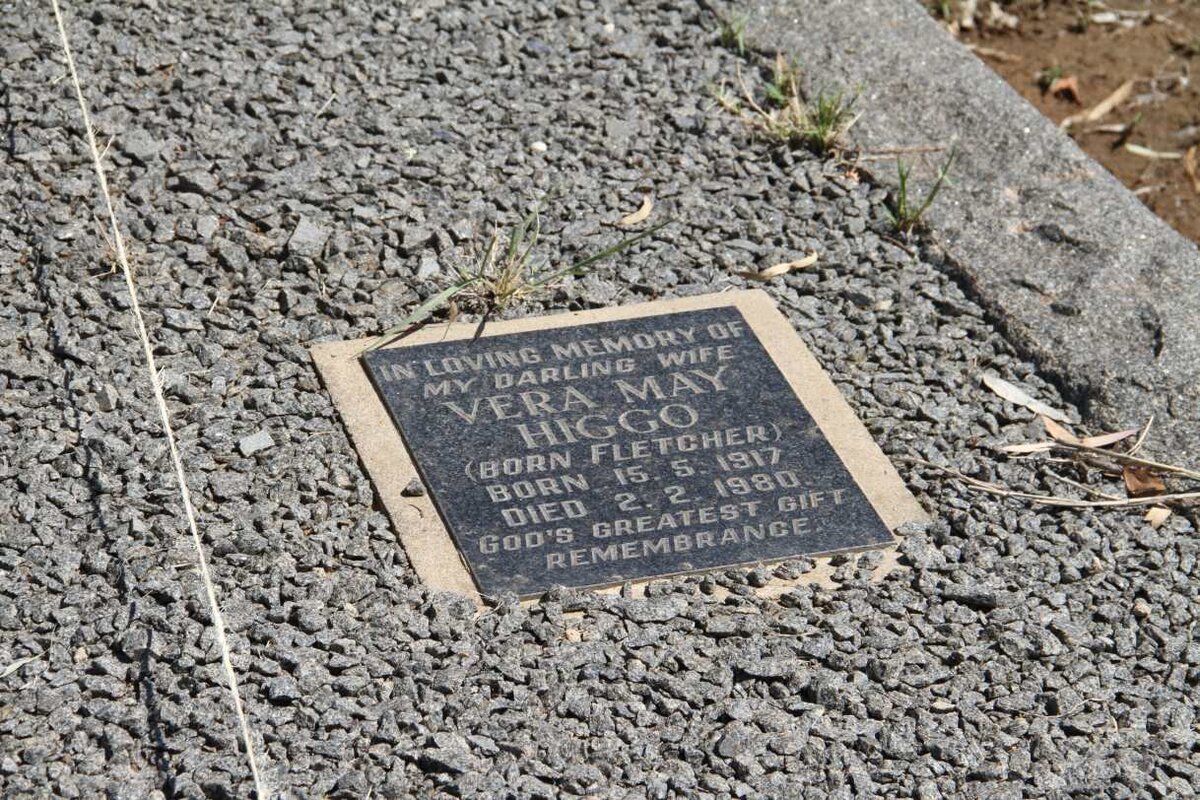 IN LOVING MEMORY OF
MY DARLING WIFE
VERA MAY
HIGGO
(BORN FLETCHER)
BORN 15. 5. 1917
DIED 2. 2. 1980.
"GOD'S GREATEST GIFT
REMEMBRANCE."